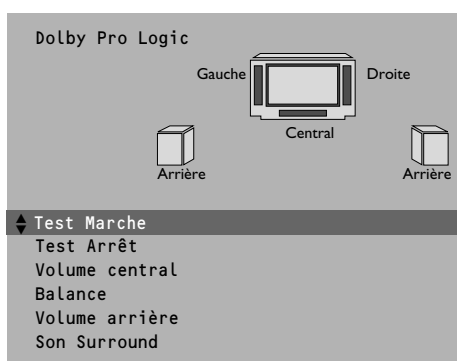 Dolby Pro Logic
Gauche
Droite
Central
Arrière
Arrière
Test Marche
Test Arrêt
Volume central
Balance
Volume arrière
Son Surround